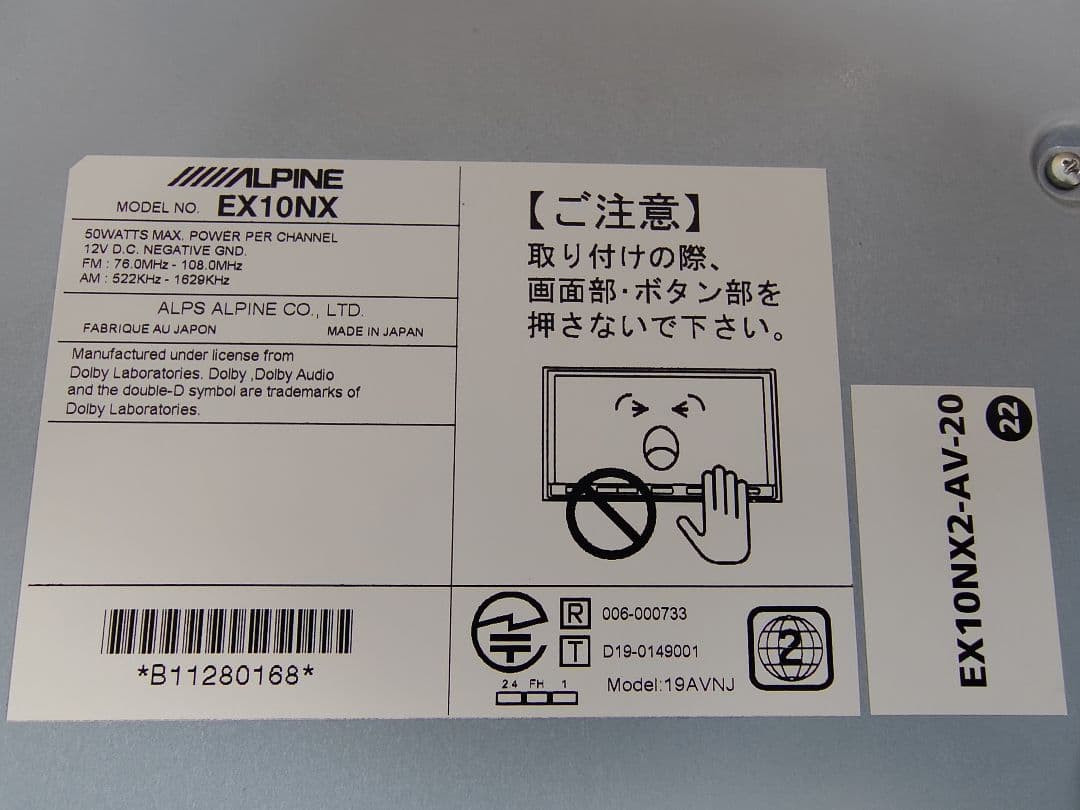 ALPINE
MODEL NO. EX10NX
50WATTS MAX. POWER PER CHANNEL
12V D.C. NEGATIVE GND.
FM : 76.0MHz - 108.0MHz
AM : 522KHz - 1629KHz
ALPS ALPINE CO., LTD.
FABRIQUE AU JAPON MADE IN JAPAN
Manufactured under license from
Dolby Laboratories. Dolby ,Dolby Audio
and the double-D symbol are trademarks of
Dolby Laboratories.
*B11280168*
【ご注意】
取り付けの際、
画面部・ボタン部を
押さないで下さい。
R 006-000733
T D19-0149001
2.4 FH 1
Model:19AVNJ
2
EX10NX2-AV-20
22